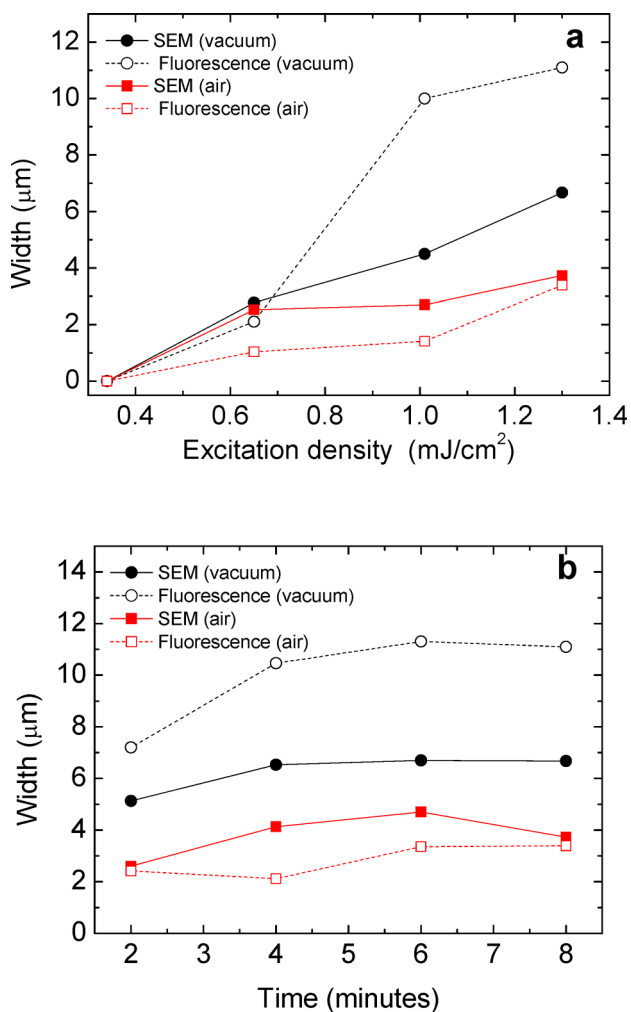 a
SEM (vacuum)
Fluorescence (vacuum)
SEM (air)
Fluorescence (air)
12
10
8
6
4
2
0
Width (μm)
0.4 0.6 0.8 1.0 1.2 1.4
Excitation density (mJ/cm²)
b
SEM (vacuum)
Fluorescence (vacuum)
SEM (air)
Fluorescence (air)
14
12
10
8
6
4
2
0
Width (μm)
2 3 4 5 6 7 8
Time (minutes)